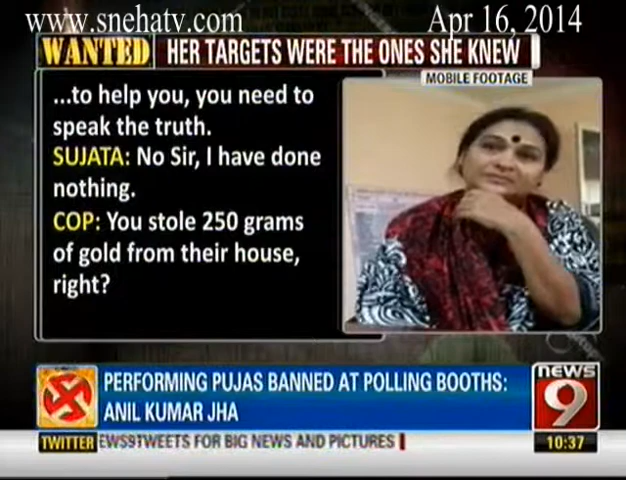 www.snehatv.com
Apr 16, 2014
WANTED HER TARGETS WERE THE ONES SHE KNEW
MOBILE FOOTAGE
...to help you, you need to
speak the truth.
SUJATA: No Sir, I have done
nothing.
COP: You stole 250 grams
of gold from their house,
right?
PERFORMING PUJAS BANNED AT POLLING BOOTHS:
ANIL KUMAR JHA
NEWS
9
TWITTER EWS9TWEETS FOR BIG NEWS AND PICTURES
10:37